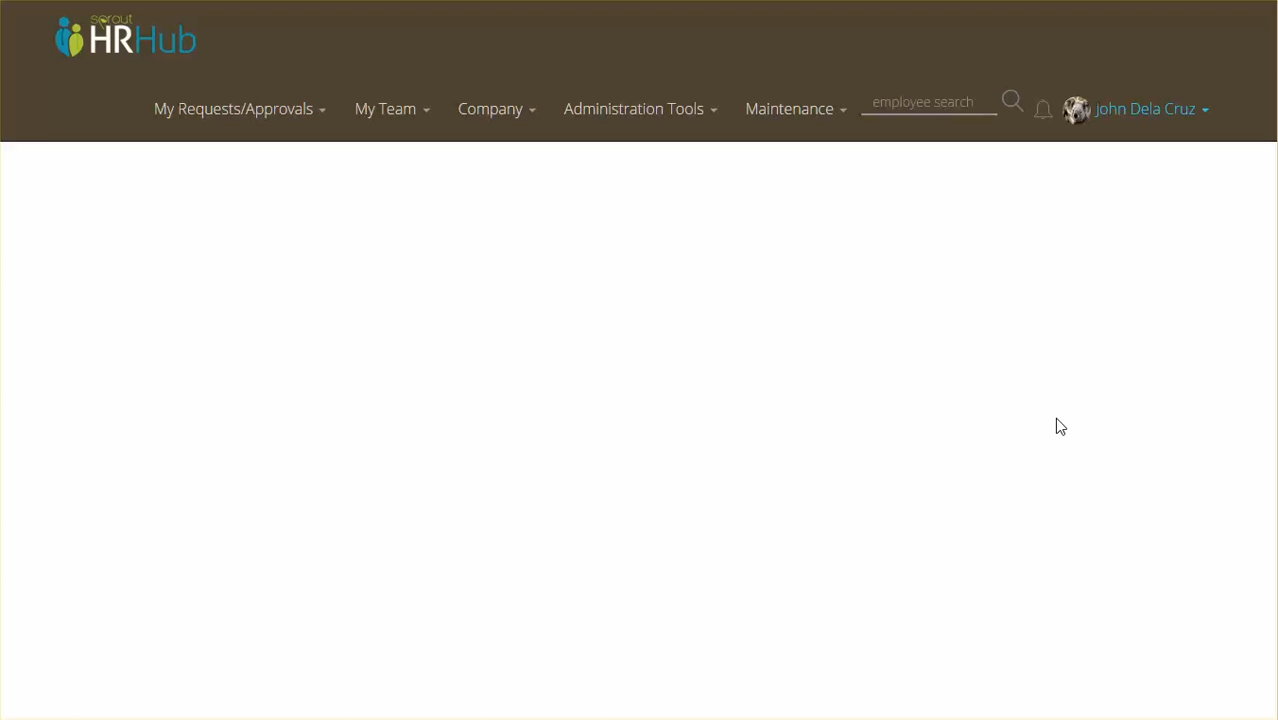 sprout
HRHub
My Requests/Approvals My Team Company Administration Tools Maintenance employee search john Dela Cruz